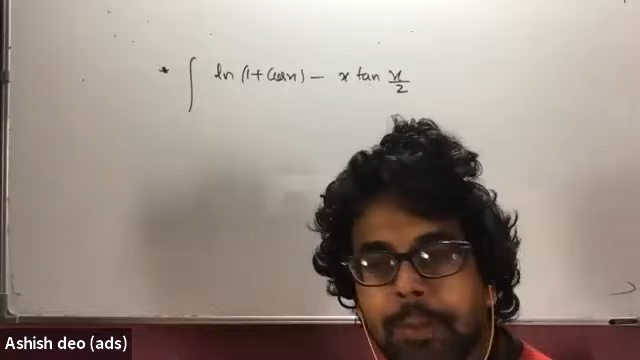 * ∫ ln (1 + cos x) - x tan x/2
Ashish deo (ads)